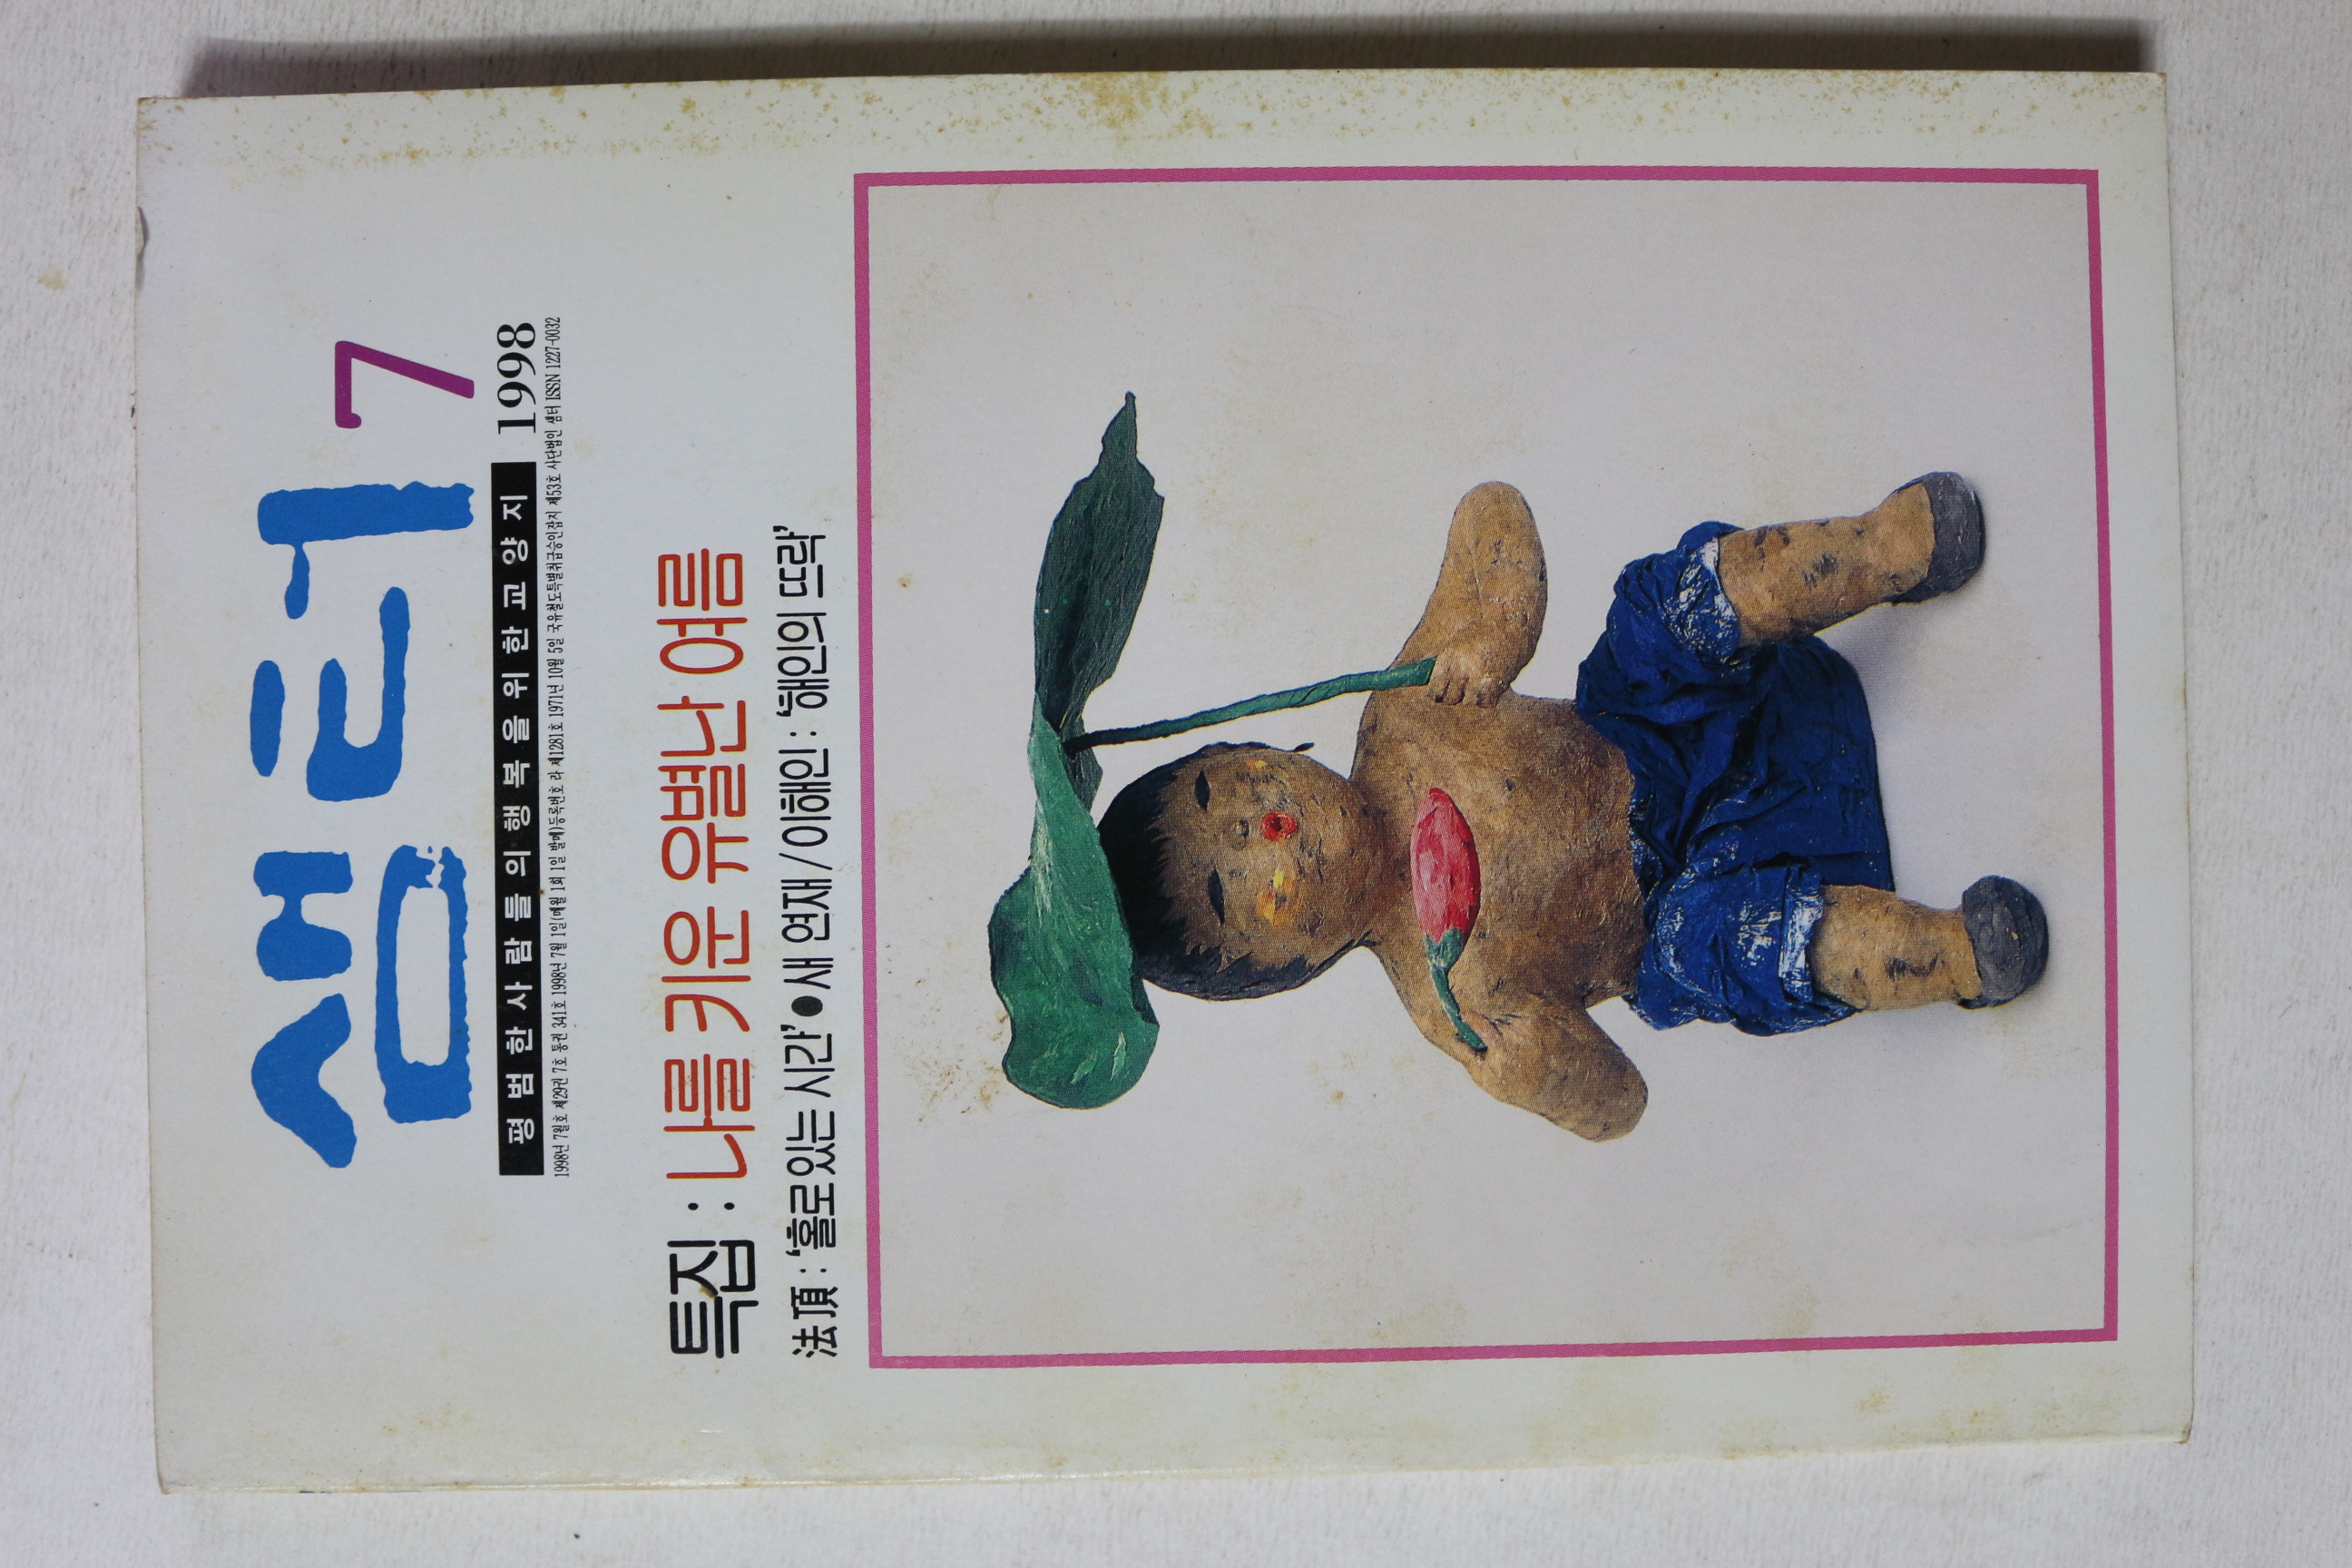 샘터 7
평범한 사람들의 행복을 위한 교양지 1998
1998년 7월호 제29권 7호 통권 341호 1998년 7월 1일(매월 1회 1일 발매)등록번호 라 제1281호 1971년 10월 5일 국유철도특별취급승인잡지 제53호 사단법인 샘터 ISSN 1227-0032
특집 : 나를 키운 유별난 여름
法頂 : ‘홀로있는 시간’ ● 새 연재 / 이해인 : ‘해인의 뜨락’